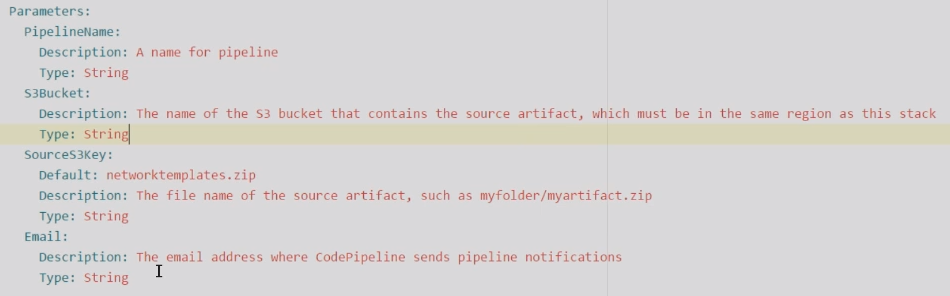 Parameters:
PipelineName:
Description: A name for pipeline
Type: String
S3Bucket:
Description: The name of the S3 bucket that contains the source artifact, which must be in the same region as this stack
Type: String
SourceS3Key:
Default: networktemplates.zip
Description: The file name of the source artifact, such as myfolder/myartifact.zip
Type: String
Email:
Description: The email address where CodePipeline sends pipeline notifications
Type: String